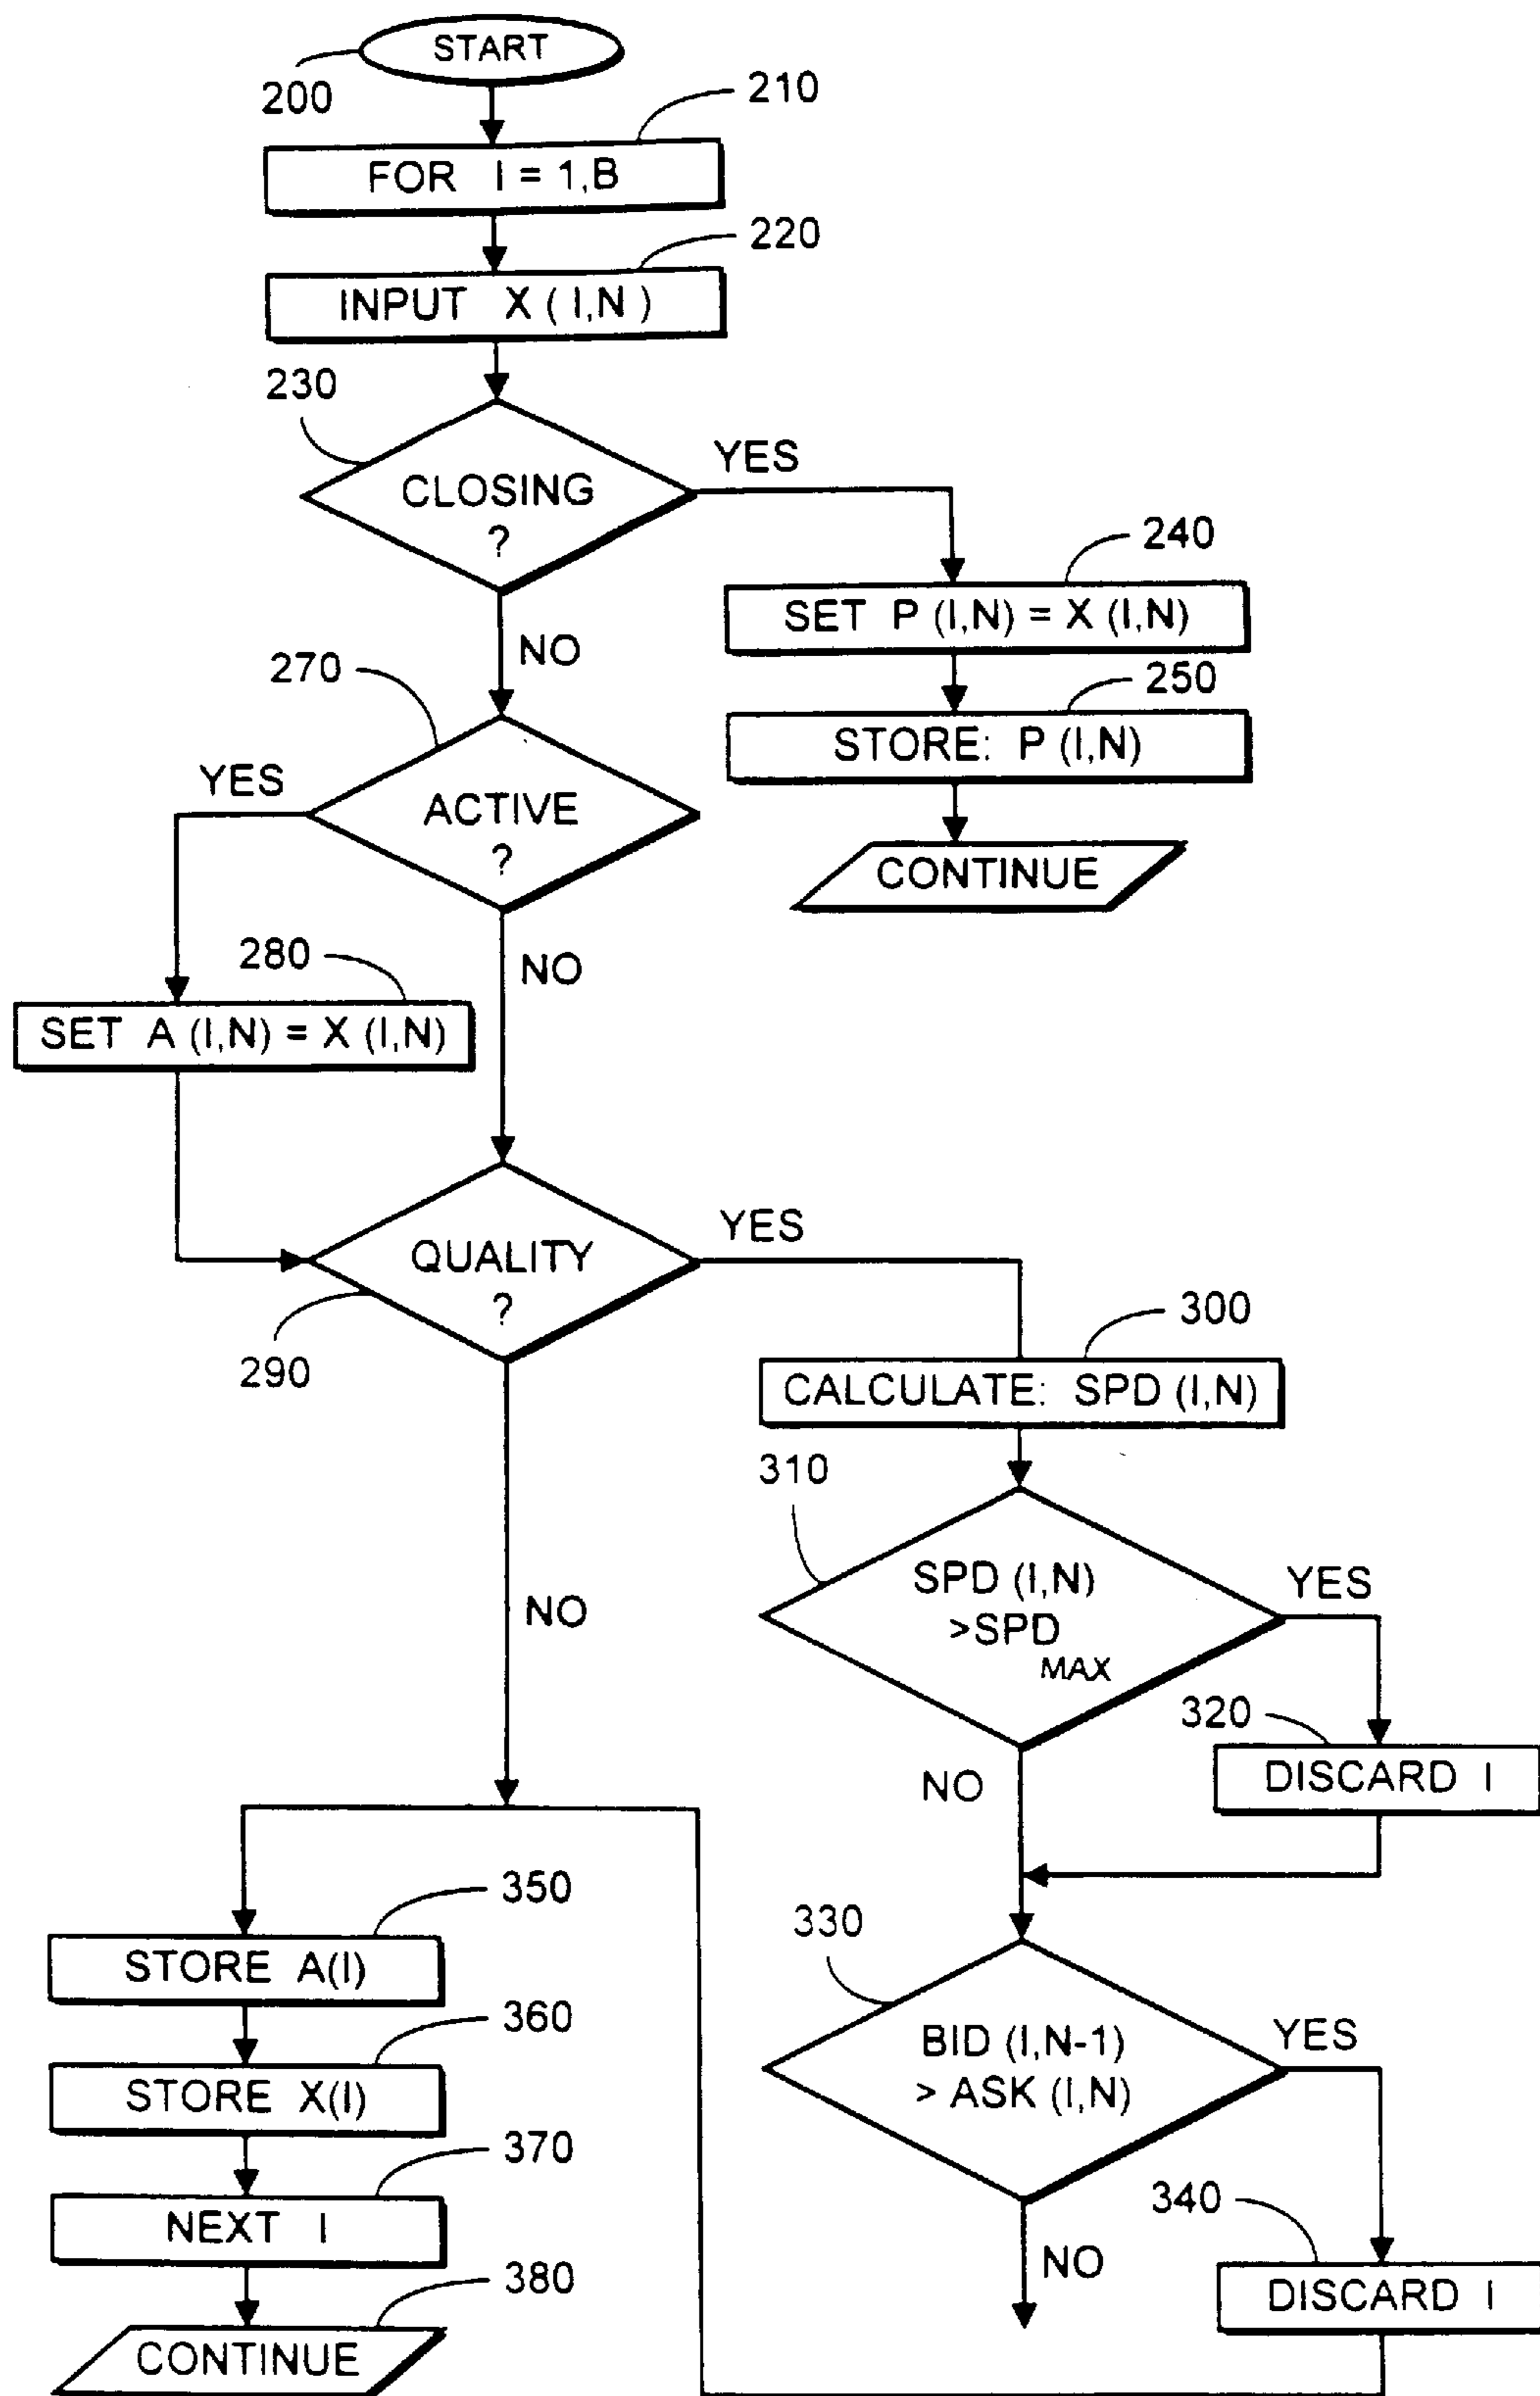 START
200
210
FOR I = 1,B
220
INPUT X ( I,N )
230
CLOSING
?
YES
240
SET P (I,N) = X (I,N)
NO
250
STORE: P (I,N)
CONTINUE
270
YES
ACTIVE
?
NO
280
SET A (I,N) = X (I,N)
QUALITY
?
YES
290
300
CALCULATE: SPD (I,N)
310
SPD (I,N)
>SPD
MAX
YES
NO
320
DISCARD I
NO
330
BID (I,N-1)
> ASK (I,N)
YES
340
DISCARD I
NO
350
STORE A(I)
360
STORE X(I)
370
NEXT I
380
CONTINUE